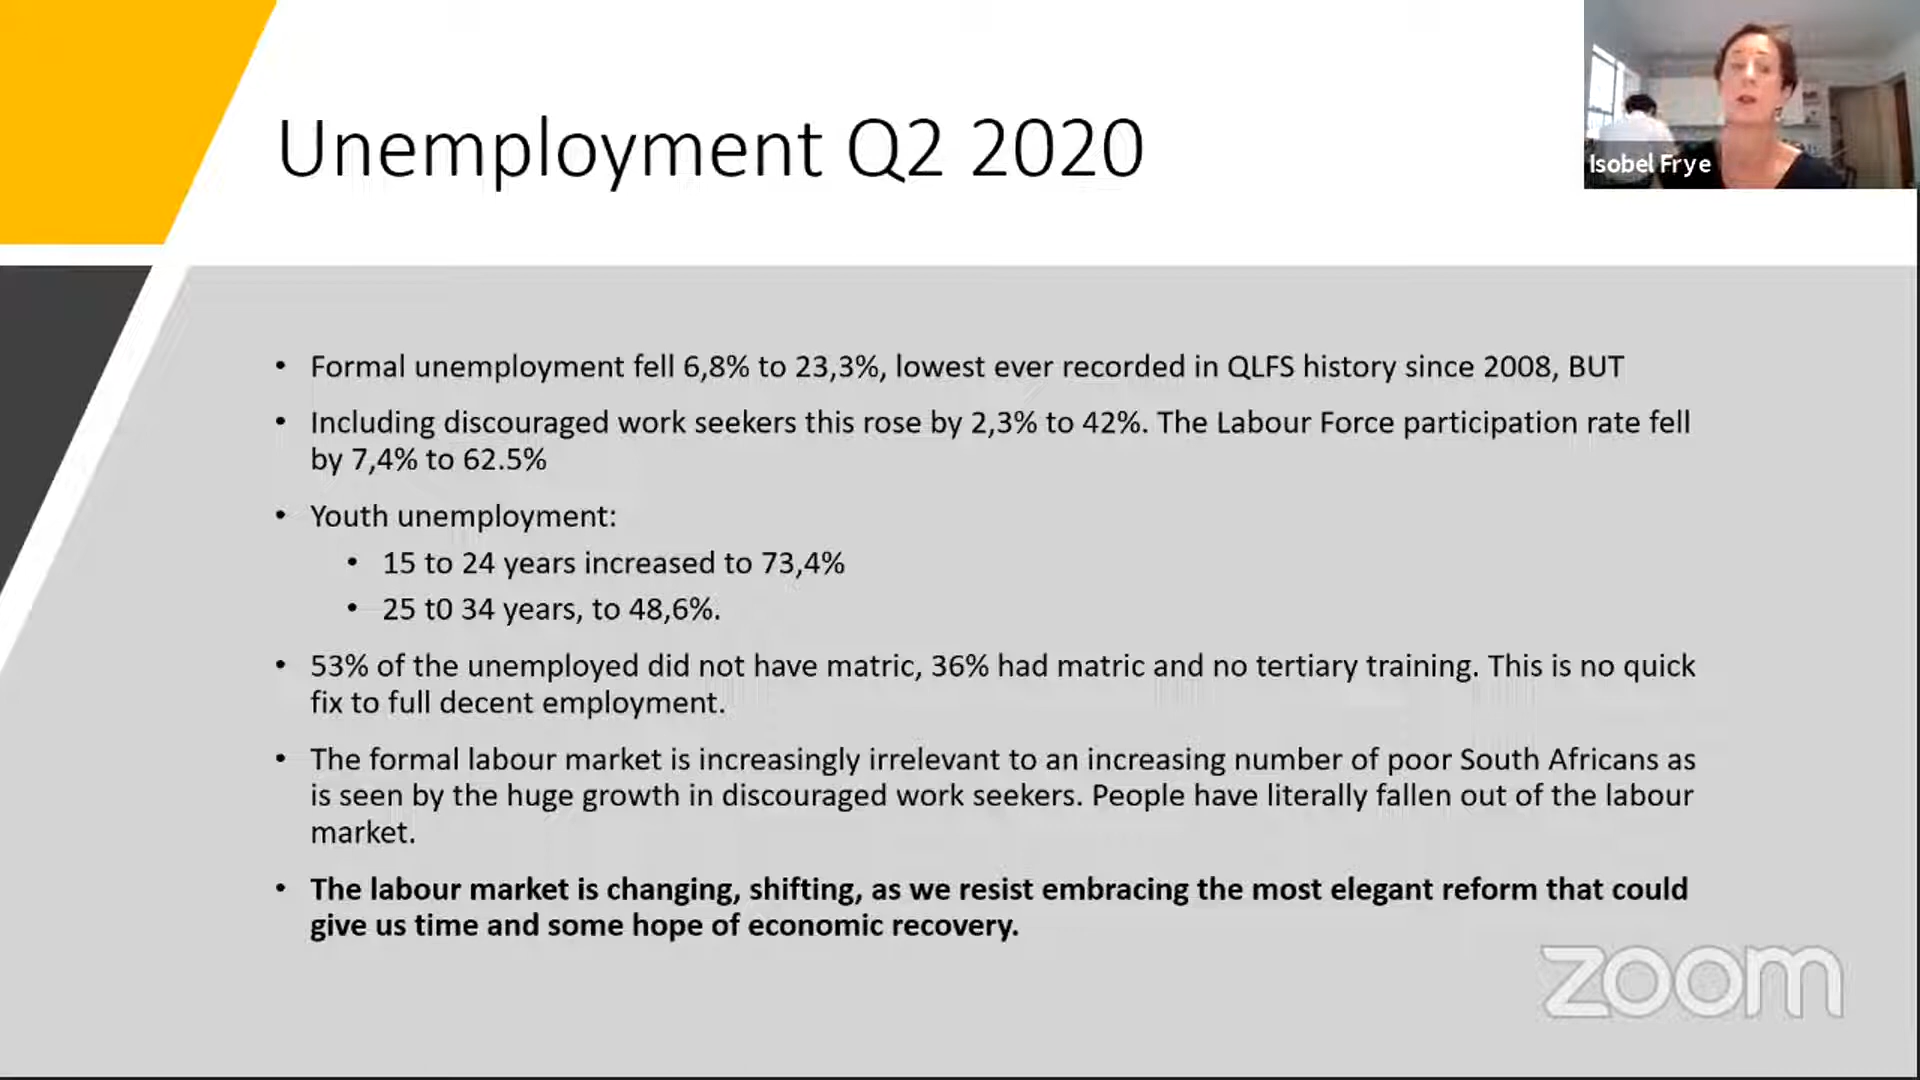 Unemployment Q2 2020
Isobel Frye
• Formal unemployment fell 6,8% to 23,3%, lowest ever recorded in QLFS history since 2008, BUT
• Including discouraged work seekers this rose by 2,3% to 42%. The Labour Force participation rate fell
by 7,4% to 62.5%
• Youth unemployment:
• 15 to 24 years increased to 73,4%
• 25 t0 34 years, to 48,6%.
• 53% of the unemployed did not have matric, 36% had matric and no tertiary training. This is no quick
fix to full decent employment.
• The formal labour market is increasingly irrelevant to an increasing number of poor South Africans as
is seen by the huge growth in discouraged work seekers. People have literally fallen out of the labour
market.
• The labour market is changing, shifting, as we resist embracing the most elegant reform that could
give us time and some hope of economic recovery.
zoom